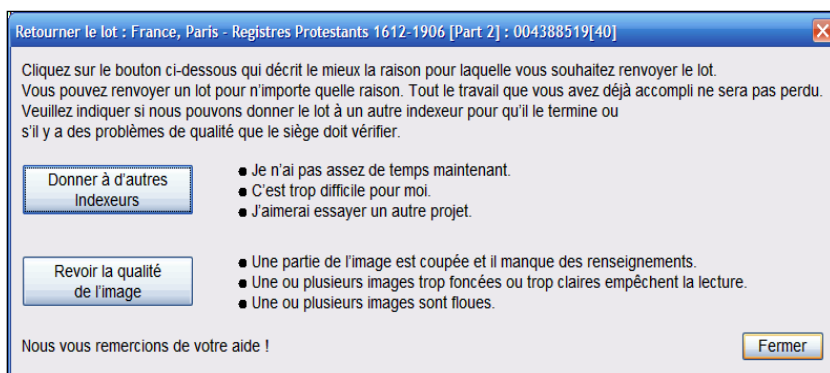 Retourner le lot : France, Paris - Registres Protestants 1612-1906 [Part 2] : 004388519[40]
Cliquez sur le bouton ci-dessous qui décrit le mieux la raison pour laquelle vous souhaitez renvoyer le lot.
Vous pouvez renvoyer un lot pour n'importe quelle raison. Tout le travail que vous avez déjà accompli ne sera pas perdu.
Veuillez indiquer si nous pouvons donner le lot à un autre indexeur pour qu'il le termine ou
s'il y a des problèmes de qualité que le siège doit vérifier.
Donner à d'autres
Indexeurs
● Je n'ai pas assez de temps maintenant.
● C'est trop difficile pour moi.
● J'aimerai essayer un autre projet.
Revoir la qualité
de l'image
● Une partie de l'image est coupée et il manque des renseignements.
● Une ou plusieurs images trop foncées ou trop claires empêchent la lecture.
● Une ou plusieurs images sont floues.
Nous vous remercions de votre aide !
Fermer